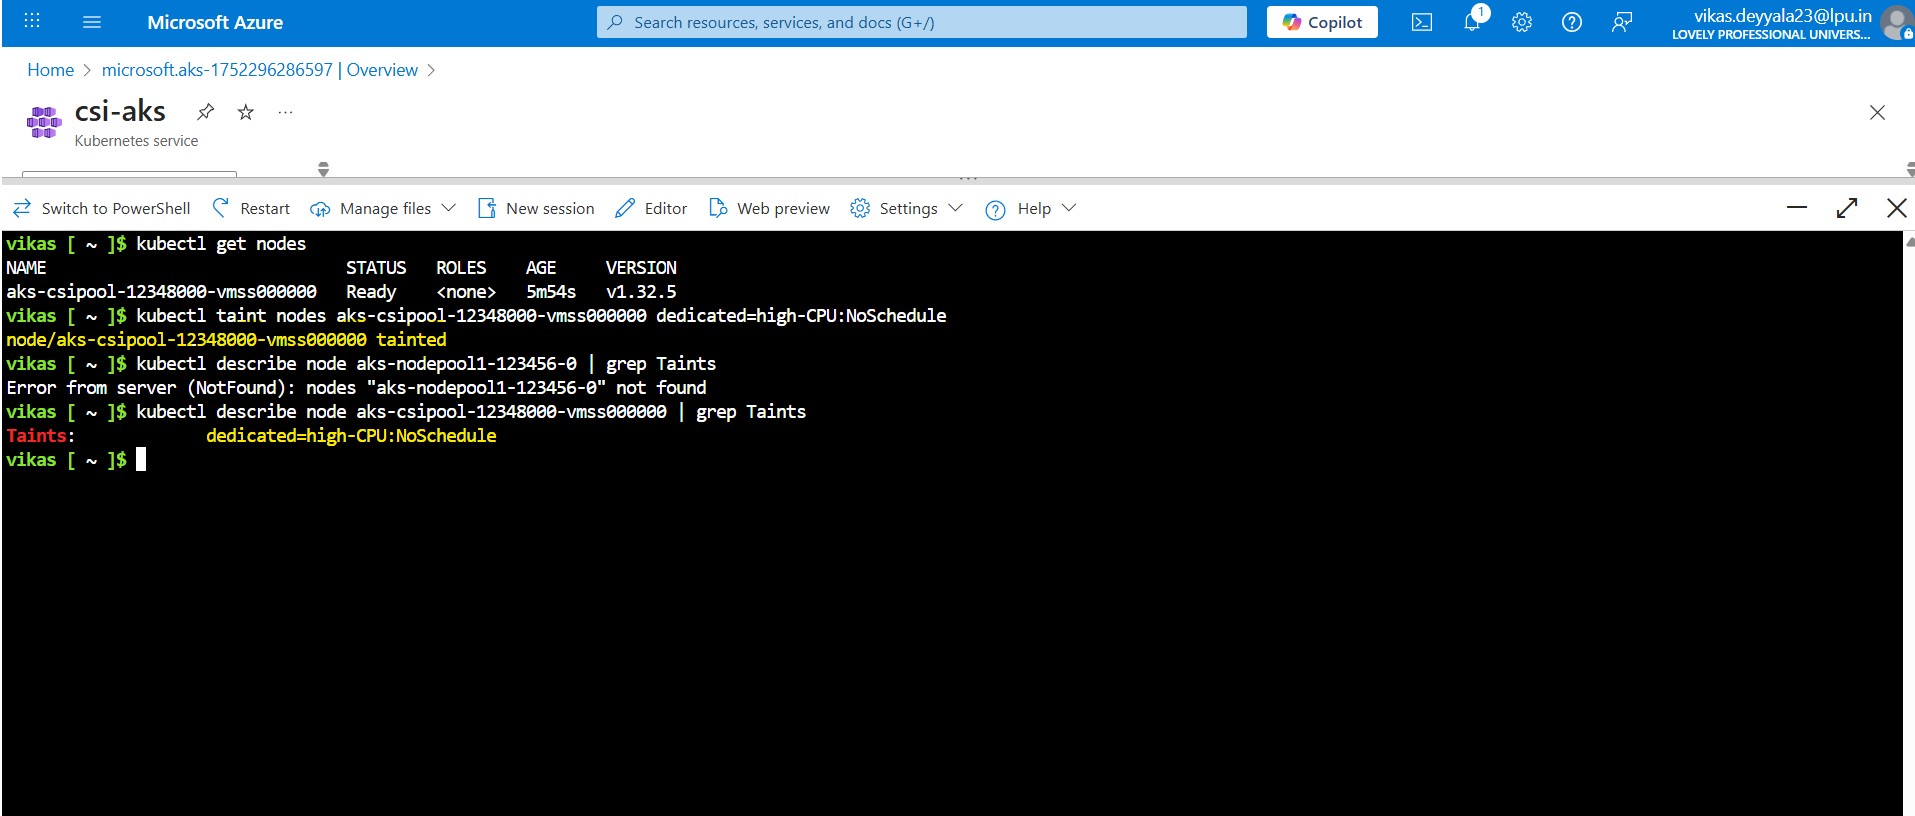 Microsoft Azure
Search resources, services, and docs (G+/)
Copilot
1
vikas.deyyala23@lpu.in
LOVELY PROFESSIONAL UNIVERS...
Home > microsoft.aks-1752296286597 | Overview >
csi-aks
Kubernetes service
Switch to PowerShell Restart Manage files New session Editor Web preview Settings Help
vikas [ ~ ]$ kubectl get nodes
NAME STATUS ROLES AGE VERSION
aks-csipool-12348000-vmss000000 Ready <none> 5m54s v1.32.5
vikas [ ~ ]$ kubectl taint nodes aks-csipool-12348000-vmss000000 dedicated=high-CPU:NoSchedule
node/aks-csipool-12348000-vmss000000 tainted
vikas [ ~ ]$ kubectl describe node aks-nodepool1-123456-0 | grep Taints
Error from server (NotFound): nodes "aks-nodepool1-123456-0" not found
vikas [ ~ ]$ kubectl describe node aks-csipool-12348000-vmss000000 | grep Taints
Taints: dedicated=high-CPU:NoSchedule
vikas [ ~ ]$